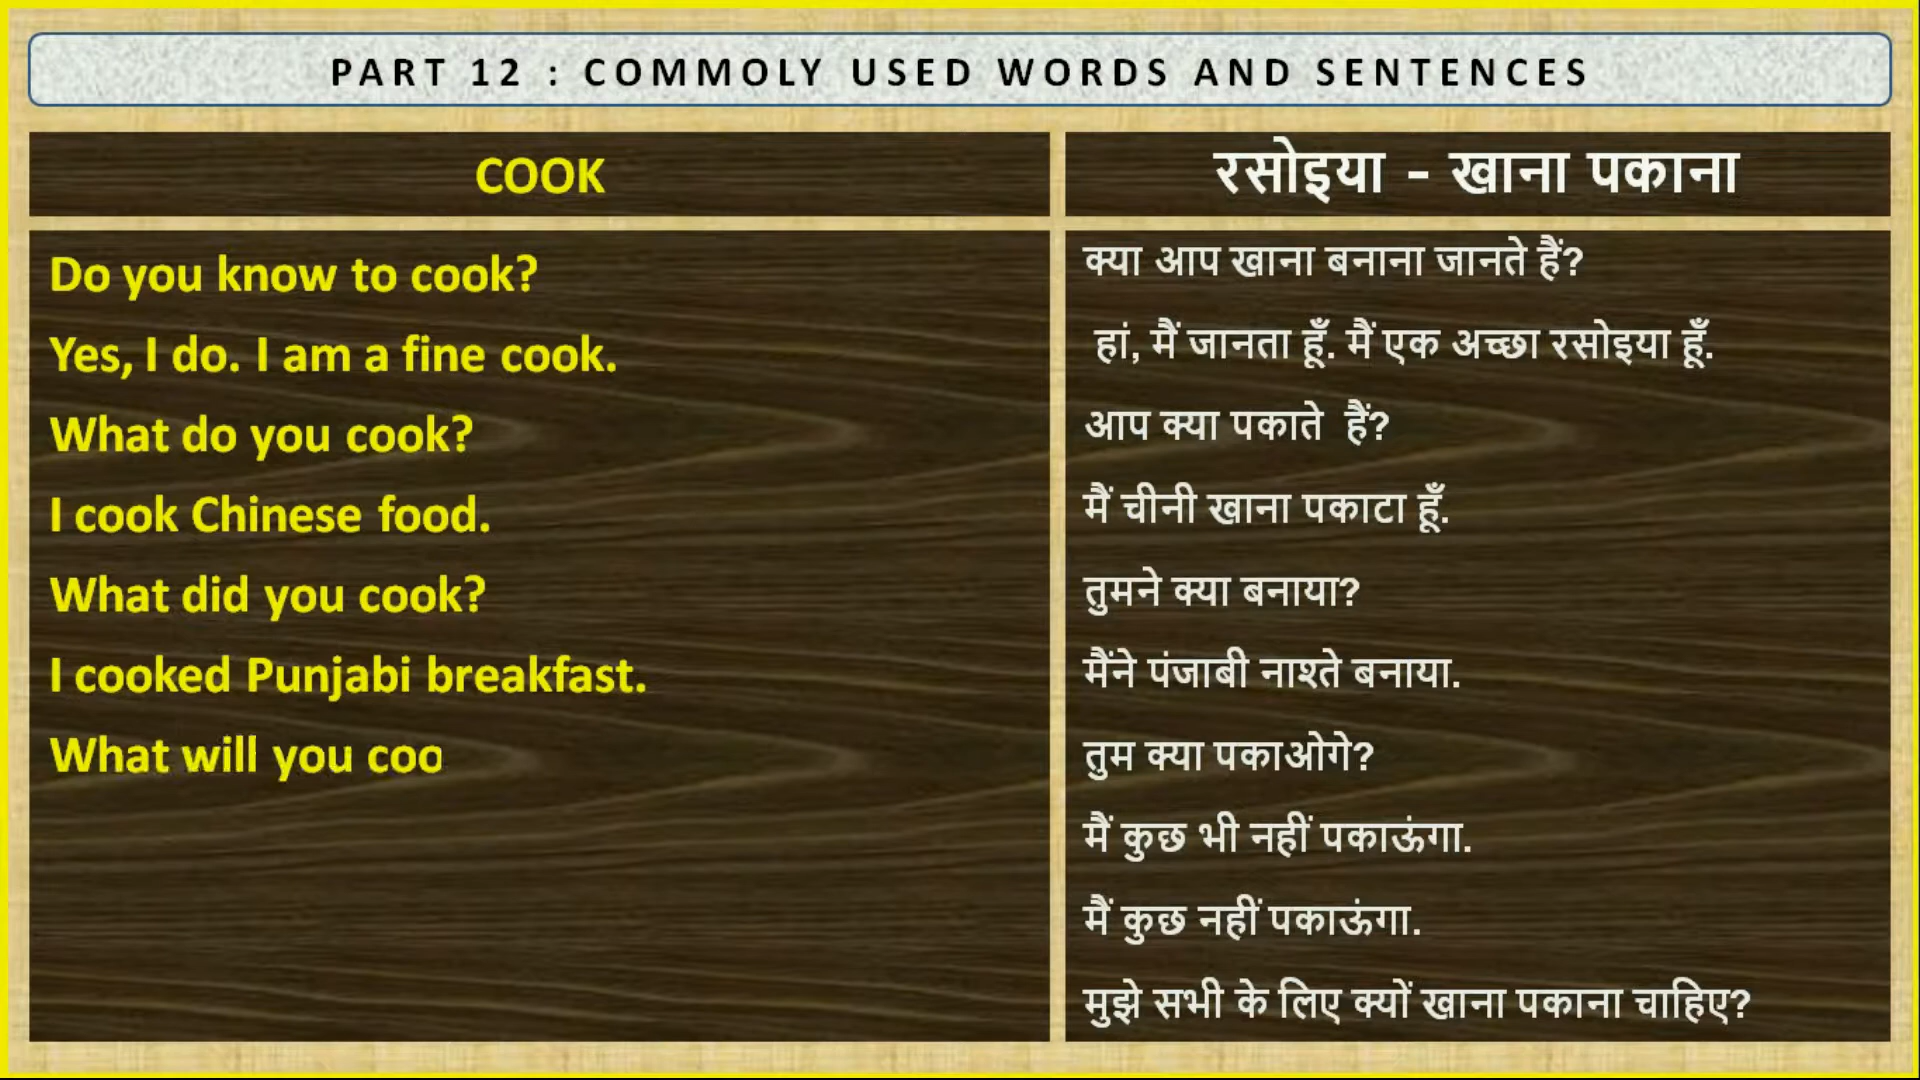 PART 12 : COMMOLY USED WORDS AND SENTENCES
COOK
Do you know to cook?
Yes, I do. I am a fine cook.
What do you cook?
I cook Chinese food.
What did you cook?
I cooked Punjabi breakfast.
What will you coo
रसोइया - खाना पकाना
क्या आप खाना बनाना जानते हैं?
हां, मैं जानता हूँ. मैं एक अच्छा रसोइया हूँ.
आप क्या पकाते हैं?
मैं चीनी खाना पकाटा हूँ.
तुमने क्या बनाया?
मैंने पंजाबी नाश्ते बनाया.
तुम क्या पकाओगे?
मैं कुछ भी नहीं पकाऊंगा.
मैं कुछ नहीं पकाऊंगा.
मुझे सभी के लिए क्यों खाना पकाना चाहिए?